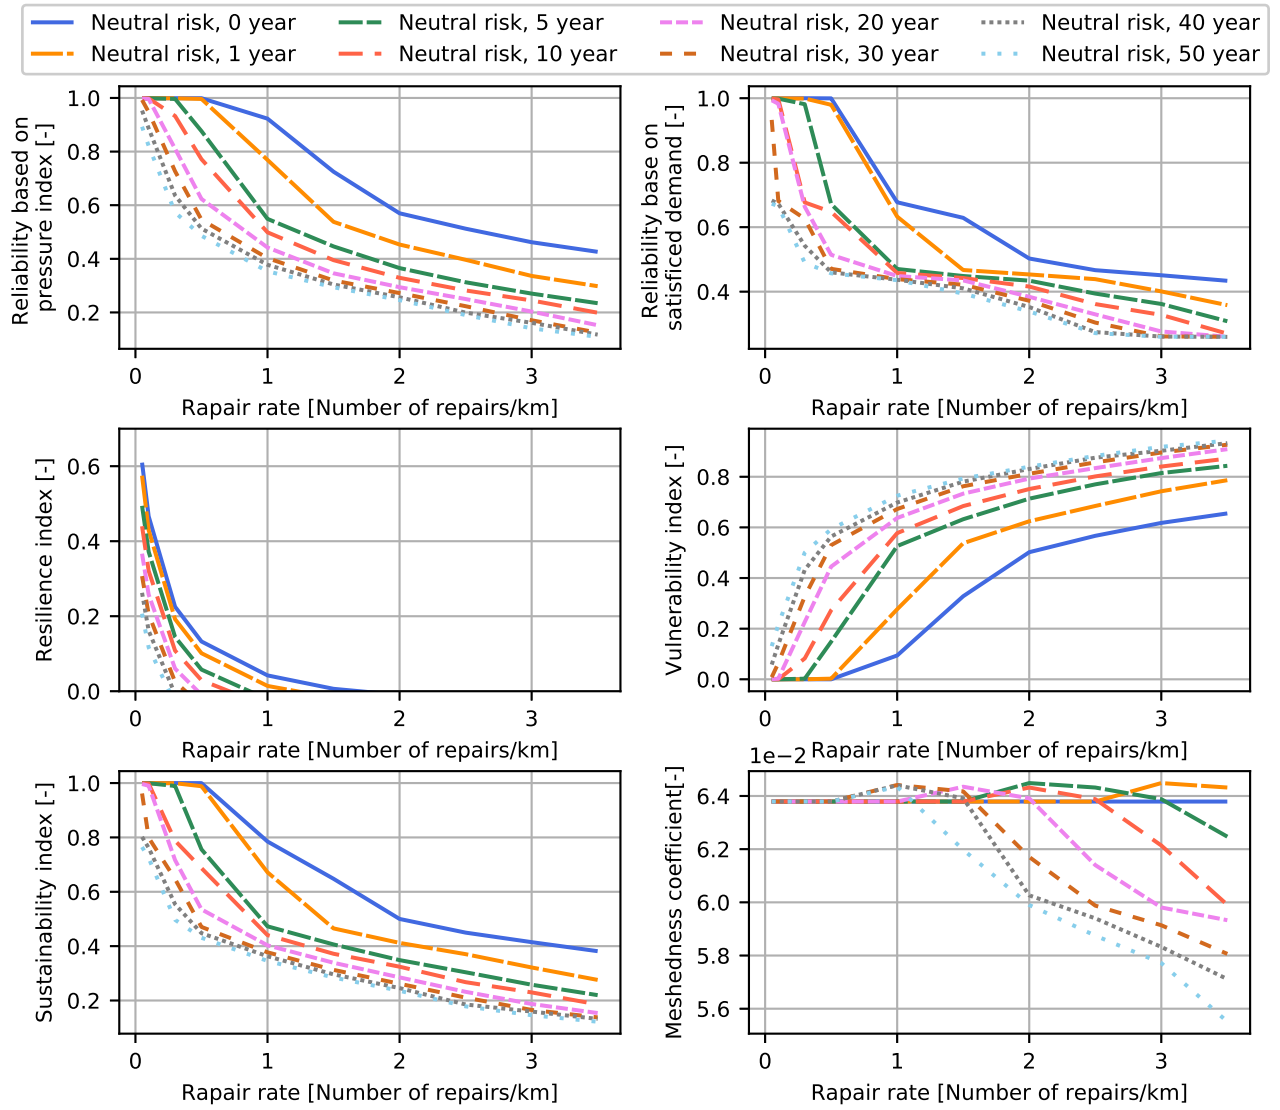 Neutral risk, 0 year
Neutral risk, 5 year
Neutral risk, 20 year
Neutral risk, 40 year
Neutral risk, 1 year
Neutral risk, 10 year
Neutral risk, 30 year
Neutral risk, 50 year
Reliability based on
pressure index [-]
1.0
0.8
0.6
0.4
0.2
0
1
2
3
Rapair rate [Number of repairs/km]
Reliability base on
satisficed demand [-]
1.0
0.8
0.6
0.4
0
1
2
3
Rapair rate [Number of repairs/km]
Resilience index [-]
0.6
0.4
0.2
0.0
0
1
2
3
Rapair rate [Number of repairs/km]
Vulnerability index [-]
0.8
0.6
0.4
0.2
0.0
0
1
2
3
Rapair rate [Number of repairs/km]
Sustainability index [-]
1.0
0.8
0.6
0.4
0.2
0
1
2
3
Rapair rate [Number of repairs/km]
1e−2
Meshedness coefficient[-]
6.4
6.2
6.0
5.8
5.6
0
1
2
3
Rapair rate [Number of repairs/km]